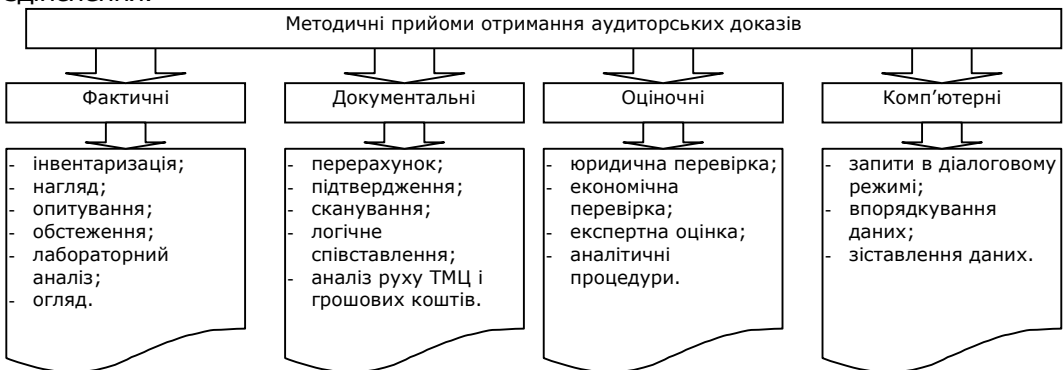 Методичні прийоми отримання аудиторських доказів
Фактичні
Документальні
Оціночні
Комп’ютерні
- інвентаризація;
- нагляд;
- опитування;
- обстеження;
- лабораторний
аналіз;
- огляд.
- перерахунок;
- підтвердження;
- сканування;
- логічне
співставлення;
- аналіз руху ТМЦ і
грошових коштів.
- юридична перевірка;
- економічна
перевірка;
- експертна оцінка;
- аналітичні
процедури.
- запити в діалоговому
режимі;
- впорядкування
даних;
- зіставлення даних.